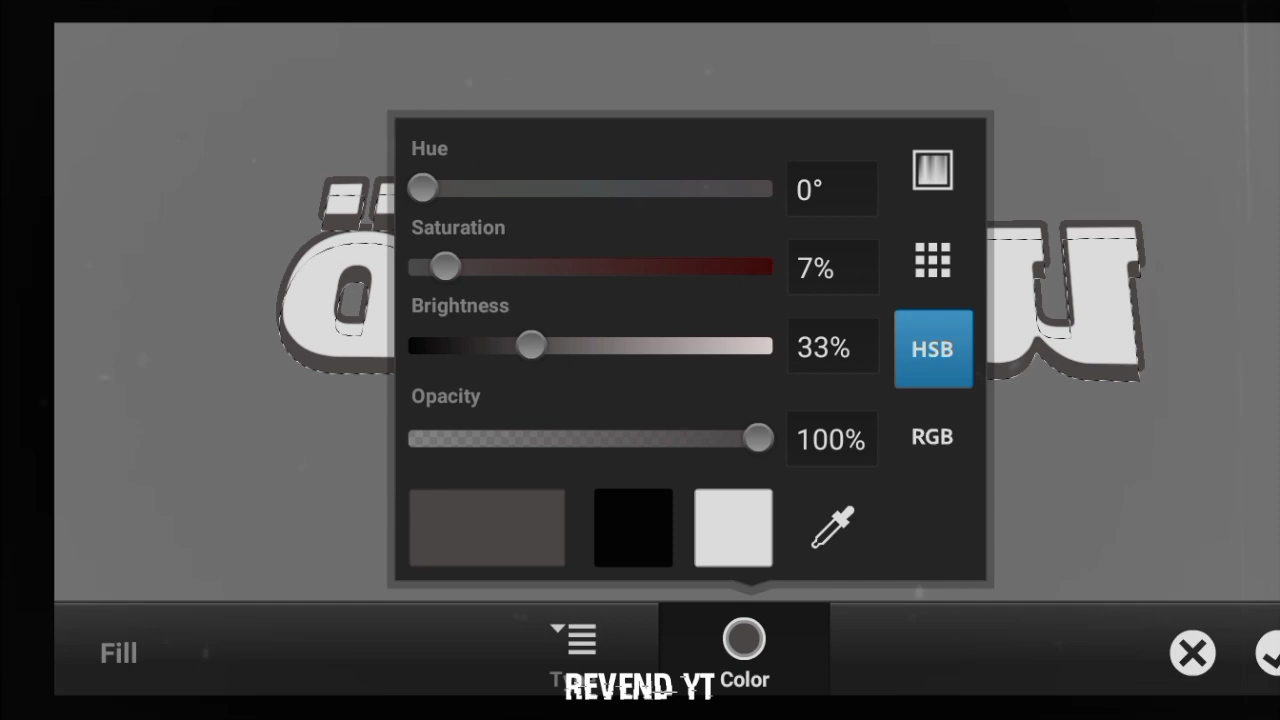 Hue
0°
Saturation
7%
Brightness
33%
HSB
Opacity
100%
RGB
Fill
Color
REVEND YT